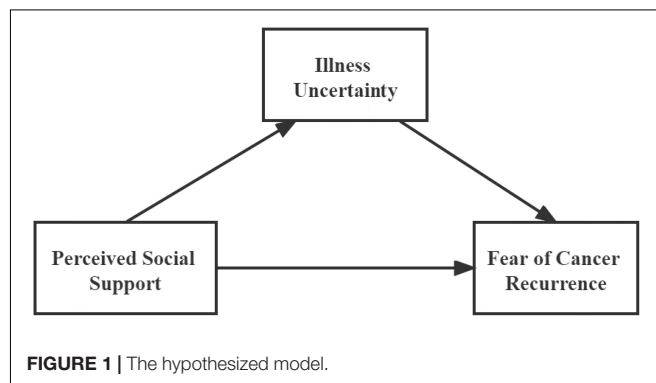 Illness
Uncertainty
Perceived Social
Support
Fear of Cancer
Recurrence
FIGURE 1 | The hypothesized model.